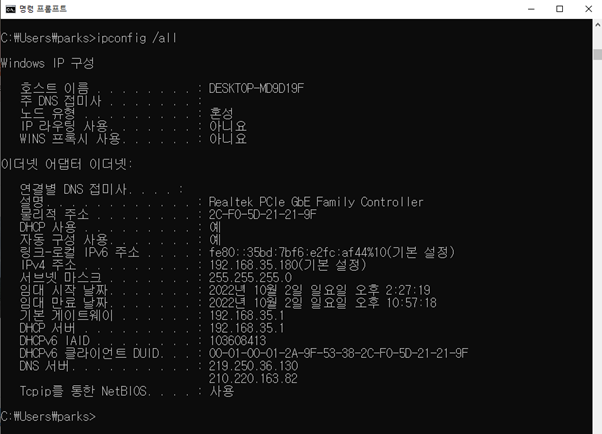 명령 프롬프트
C:₩Users₩parks>ipconfig /all
Windows IP 구성
호스트 이름 . . . . . . . . : DESKTOP-MD9D19F
주 DNS 접미사 . . . . . . . :
노드 유형 . . . . . . . . . : 혼성
IP 라우팅 사용. . . . . . . : 아니요
WINS 프록시 사용. . . . . . : 아니요
이더넷 어댑터 이더넷:
연결별 DNS 접미사. . . . :
설명. . . . . . . . . . . . : Realtek PCIe GbE Family Controller
물리적 주소 . . . . . . . . : 2C-F0-5D-21-21-9F
DHCP 사용 . . . . . . . . . : 예
자동 구성 사용. . . . . . . : 예
링크-로컬 IPv6 주소 . . . . : fe80::35bd:7bf6:e2fc:af44%10(기본 설정)
IPv4 주소 . . . . . . . . . : 192.168.35.180(기본 설정)
서브넷 마스크 . . . . . . . : 255.255.255.0
임대 시작 날짜. . . . . . . : 2022년 10월 2일 일요일 오후 2:27:19
임대 만료 날짜. . . . . . . : 2022년 10월 2일 일요일 오후 10:57:18
기본 게이트웨이 . . . . . . : 192.168.35.1
DHCP 서버 . . . . . . . . . : 192.168.35.1
DHCPv6 IAID . . . . . . . . : 103608413
DHCPv6 클라이언트 DUID. . . : 00-01-00-01-2A-9F-53-38-2C-F0-5D-21-21-9F
DNS 서버. . . . . . . . . . : 219.250.36.130
210.220.163.82
Tcpip를 통한 NetBIOS. . . . : 사용
C:₩Users₩parks>